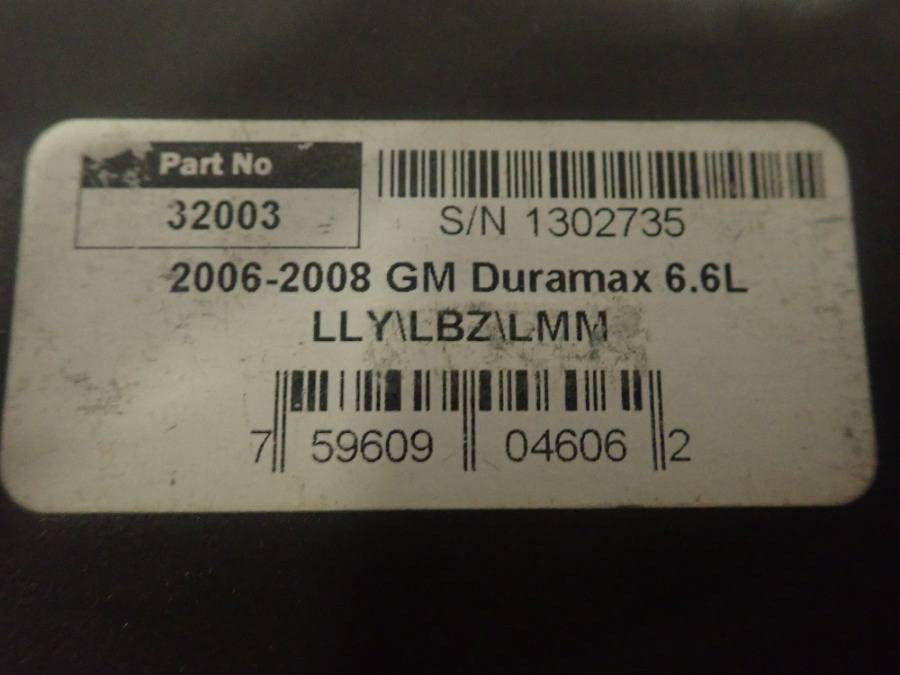 Part No
32003
S/N 1302735
2006-2008 GM Duramax 6.6L
LLY\LBZ\LMM
7 59609 04606 2